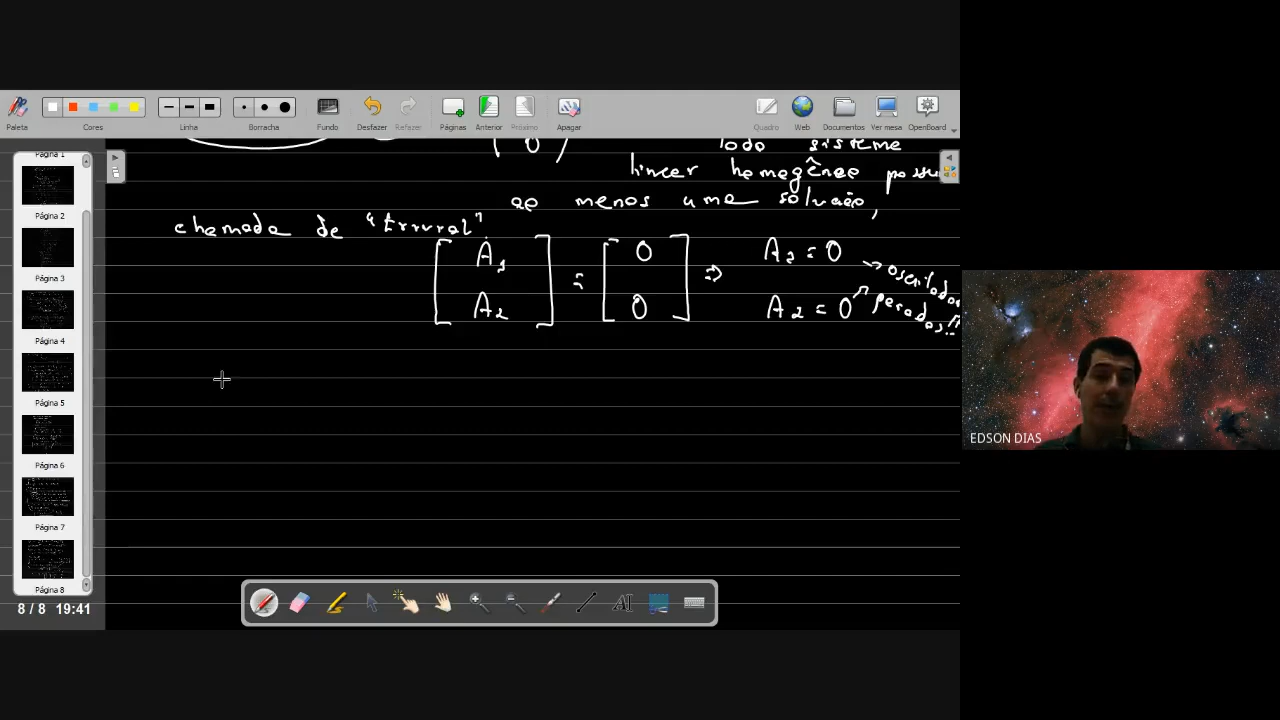 Paleta
Cores
Linha
Borracha
Fundo
Desfazer
Refazer
Páginas
Anterior
Próximo
Apagar
Quadro
Web
Documentos
Ver mesa
OpenBoard
Página 1
Página 2
Página 3
Página 4
Página 5
Página 6
Página 7
Página 8
8 / 8 19:41
0 todo sisteme
linear homogêneo
ao menos uma solução,
chamada de "trivial"
A₁ = 0 ⇒ A₁ = 0 → osciladores
A₂ 0 A₂ = 0 parados!!
EDSON DIAS